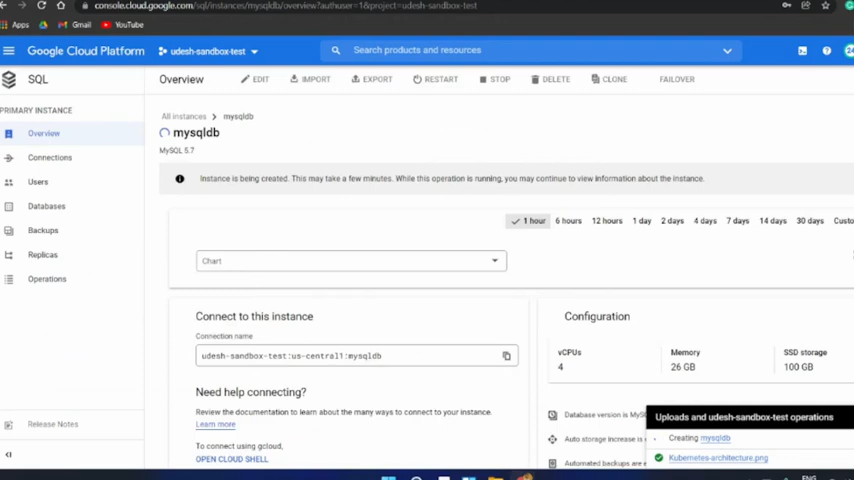 console.cloud.google.com/sql/instances/mysqldb/overview?authuser=1&project=udesh-sandbox-test
Apps Gmail YouTube
Google Cloud Platform udesh-sandbox-test Search products and resources
SQL Overview EDIT IMPORT EXPORT RESTART STOP DELETE CLONE FAILOVER
PRIMARY INSTANCE
Overview
Connections
Users
Databases
Backups
Replicas
Operations
Release Notes
All instances > mysqldb
mysqldb
MySQL 5.7
Instance is being created. This may take a few minutes. While this operation is running, you may continue to view information about the instance.
1 hour 6 hours 12 hours 1 day 2 days 4 days 7 days 14 days 30 days Custo
Chart
Connect to this instance
Connection name
udesh-sandbox-test:us-central1:mysqldb
Need help connecting?
Review the documentation to learn about the many ways to connect to your instance.
Learn more
To connect using gcloud,
OPEN CLOUD SHELL
Configuration
vCPUs Memory SSD storage
4 26 GB 100 GB
Database version is MyS
Auto storage increase is
Automated backups are
Uploads and udesh-sandbox-test operations
Creating mysqldb
Kubernetes-architecture.png
ENG